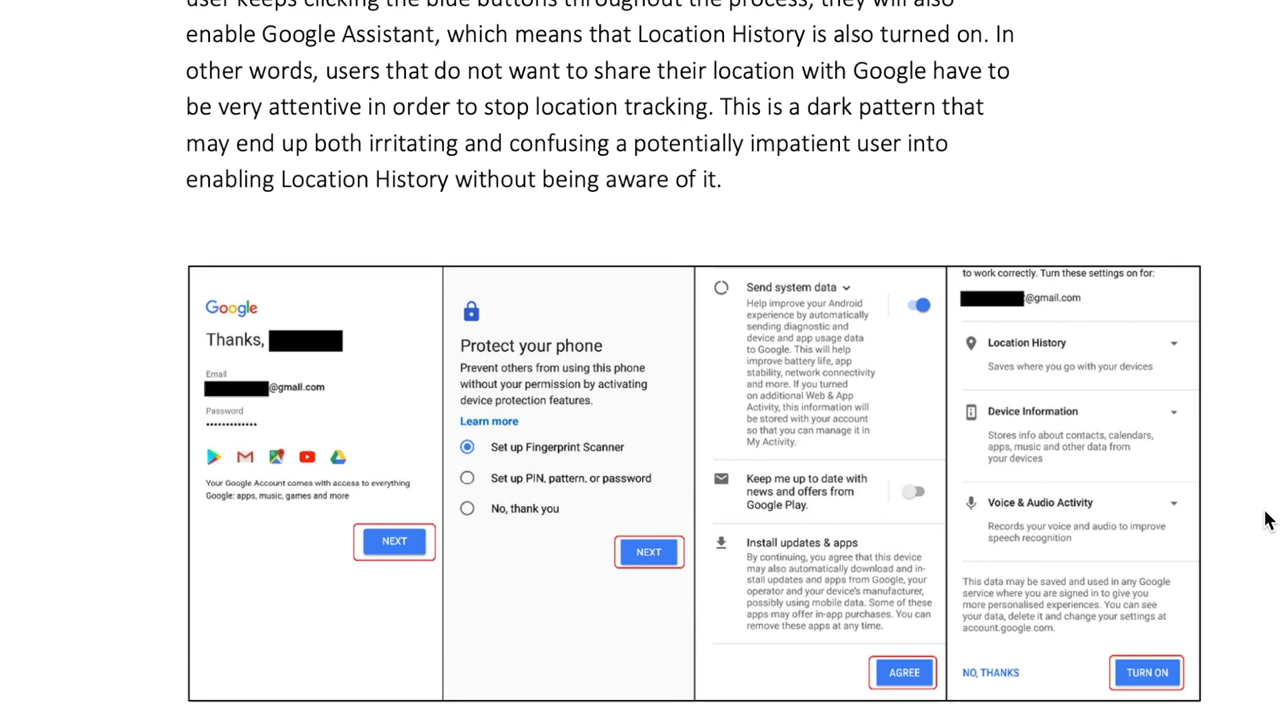 user keeps clicking the blue buttons throughout the process, they will also
enable Google Assistant, which means that Location History is also turned on. In
other words, users that do not want to share their location with Google have to
be very attentive in order to stop location tracking. This is a dark pattern that
may end up both irritating and confusing a potentially impatient user into
enabling Location History without being aware of it.
Google
Thanks,
Email
@gmail.com
Password
Your Google Account comes with access to everything
Google: apps, music, games and more
NEXT
Protect your phone
Prevent others from using this phone
without your permission by activating
device protection features.
Learn more
Set up Fingerprint Scanner
Set up PIN, pattern, or password
No, thank you
NEXT
Send system data
Help improve your Android
experience by automatically
sending diagnostic and
device and app usage data
to Google. This will help
improve battery life, app
stability, network connectivity
and more. If you turned
on additional Web & App
Activity, this information will
be stored with your account
so that you can manage it in
My Activity.
Keep me up to date with
news and offers from
Google Play.
Install updates & apps
By continuing, you agree that this device
may also automatically download and in-
stall updates and apps from Google, your
operator and your device's manufacturer,
possibly using mobile data. Some of these
apps may offer in-app purchases. You can
remove these apps at any time.
AGREE
to work correctly. Turn these settings on for:
@gmail.com
Location History
Saves where you go with your devices
Device Information
Stores info about contacts, calendars,
apps, music and other data from
your devices
Voice & Audio Activity
Records your voice and audio to improve
speech recognition
This data may be saved and used in any Google
service where you are signed in to give you
more personalised experiences. You can see
your data, delete it and change your settings at
account.google.com.
NO, THANKS
TURN ON